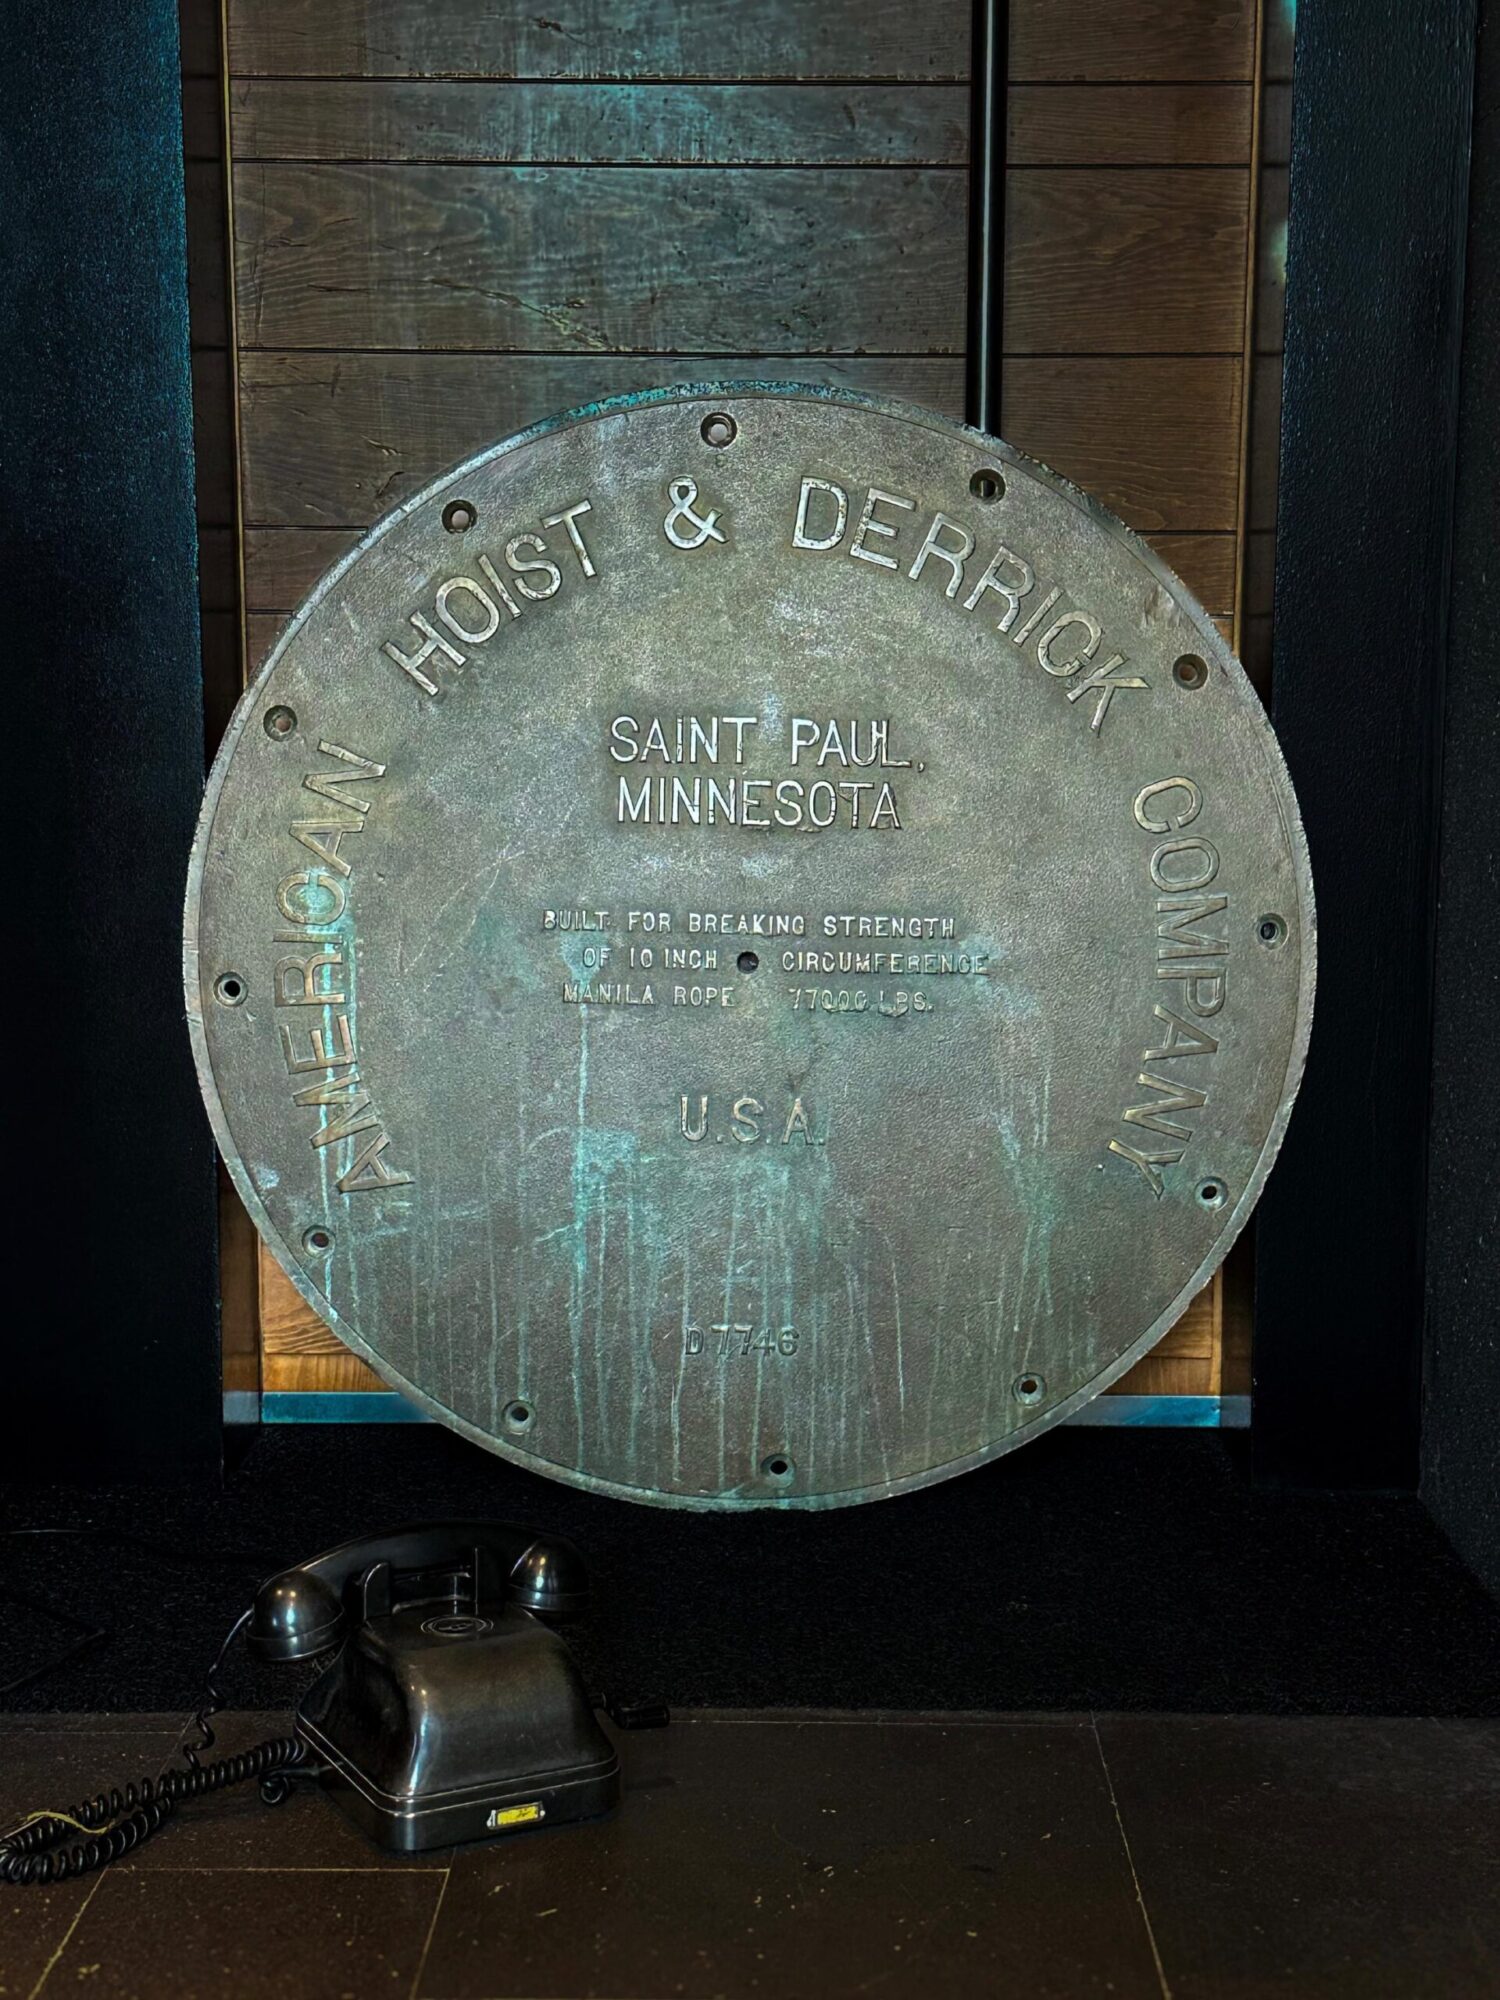 AMERICAN HOIST & DERRICK COMPANY
SAINT PAUL,
MINNESOTA
BUILT FOR BREAKING STRENGTH
OF 10 INCH CIRCUMFERENCE
MANILA ROPE 77000 LBS.
U.S.A.
D7746